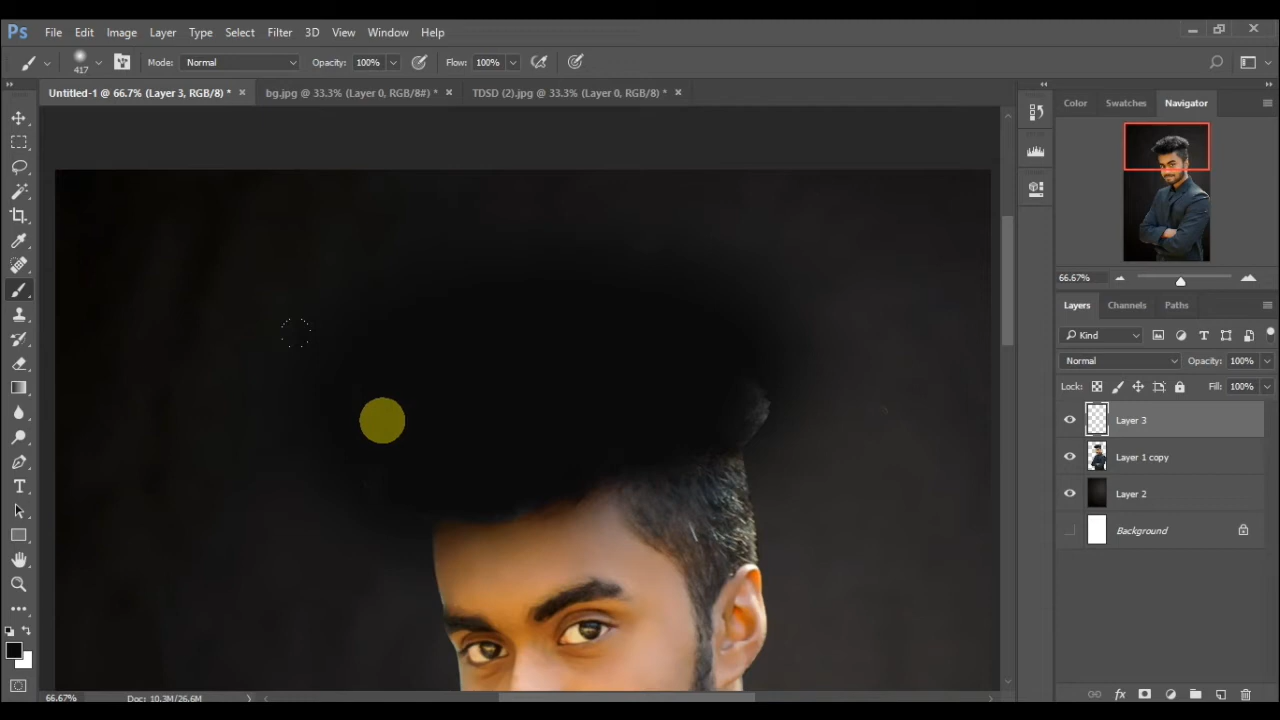 Ps File Edit Image Layer Type Select Filter 3D View Window Help
417 Mode: Normal Opacity: 100% Flow: 100%
Untitled-1 @ 66.7% (Layer 3, RGB/8) * × bg.jpg @ 33.3% (Layer 0, RGB/8#) * × TDSD (2).jpg @ 33.3% (Layer 0, RGB/8) * ×
Color Swatches Navigator
66.67%
Layers Channels Paths
Kind
Normal Opacity: 100%
Lock: Fill: 100%
Layer 3
Layer 1 copy
Layer 2
Background
66.67% Doc: 10.3M/26.6M